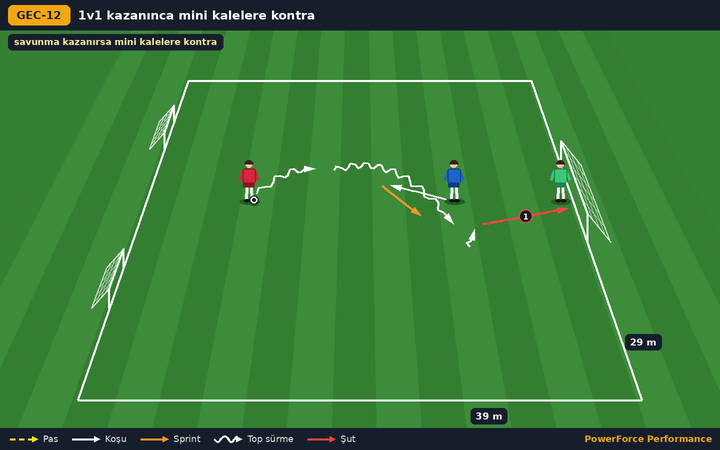 GEC-12 1v1 kazanınca mini kalelere kontra
savunma kazanırsa mini kalelere kontra
1
29 m
39 m
Pas Koşu Sprint Top sürme Şut PowerForce Performance